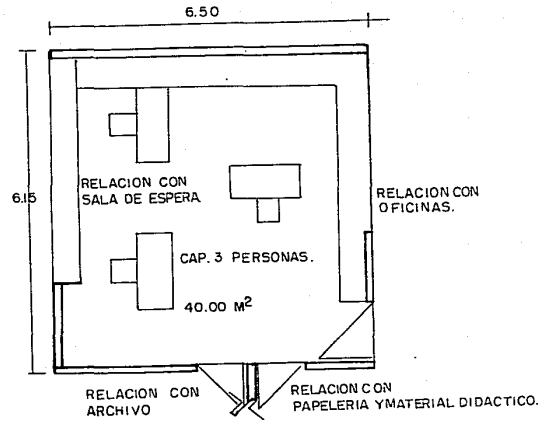 6.50
6.15
RELACION CON
SALA DE ESPERA.
RELACION CON
OFICINAS.
CAP. 3 PERSONAS.
40.00 M2
RELACION CON
ARCHIVO
RELACION CON
PAPELERIA Y MATERIAL DIDACTICO.